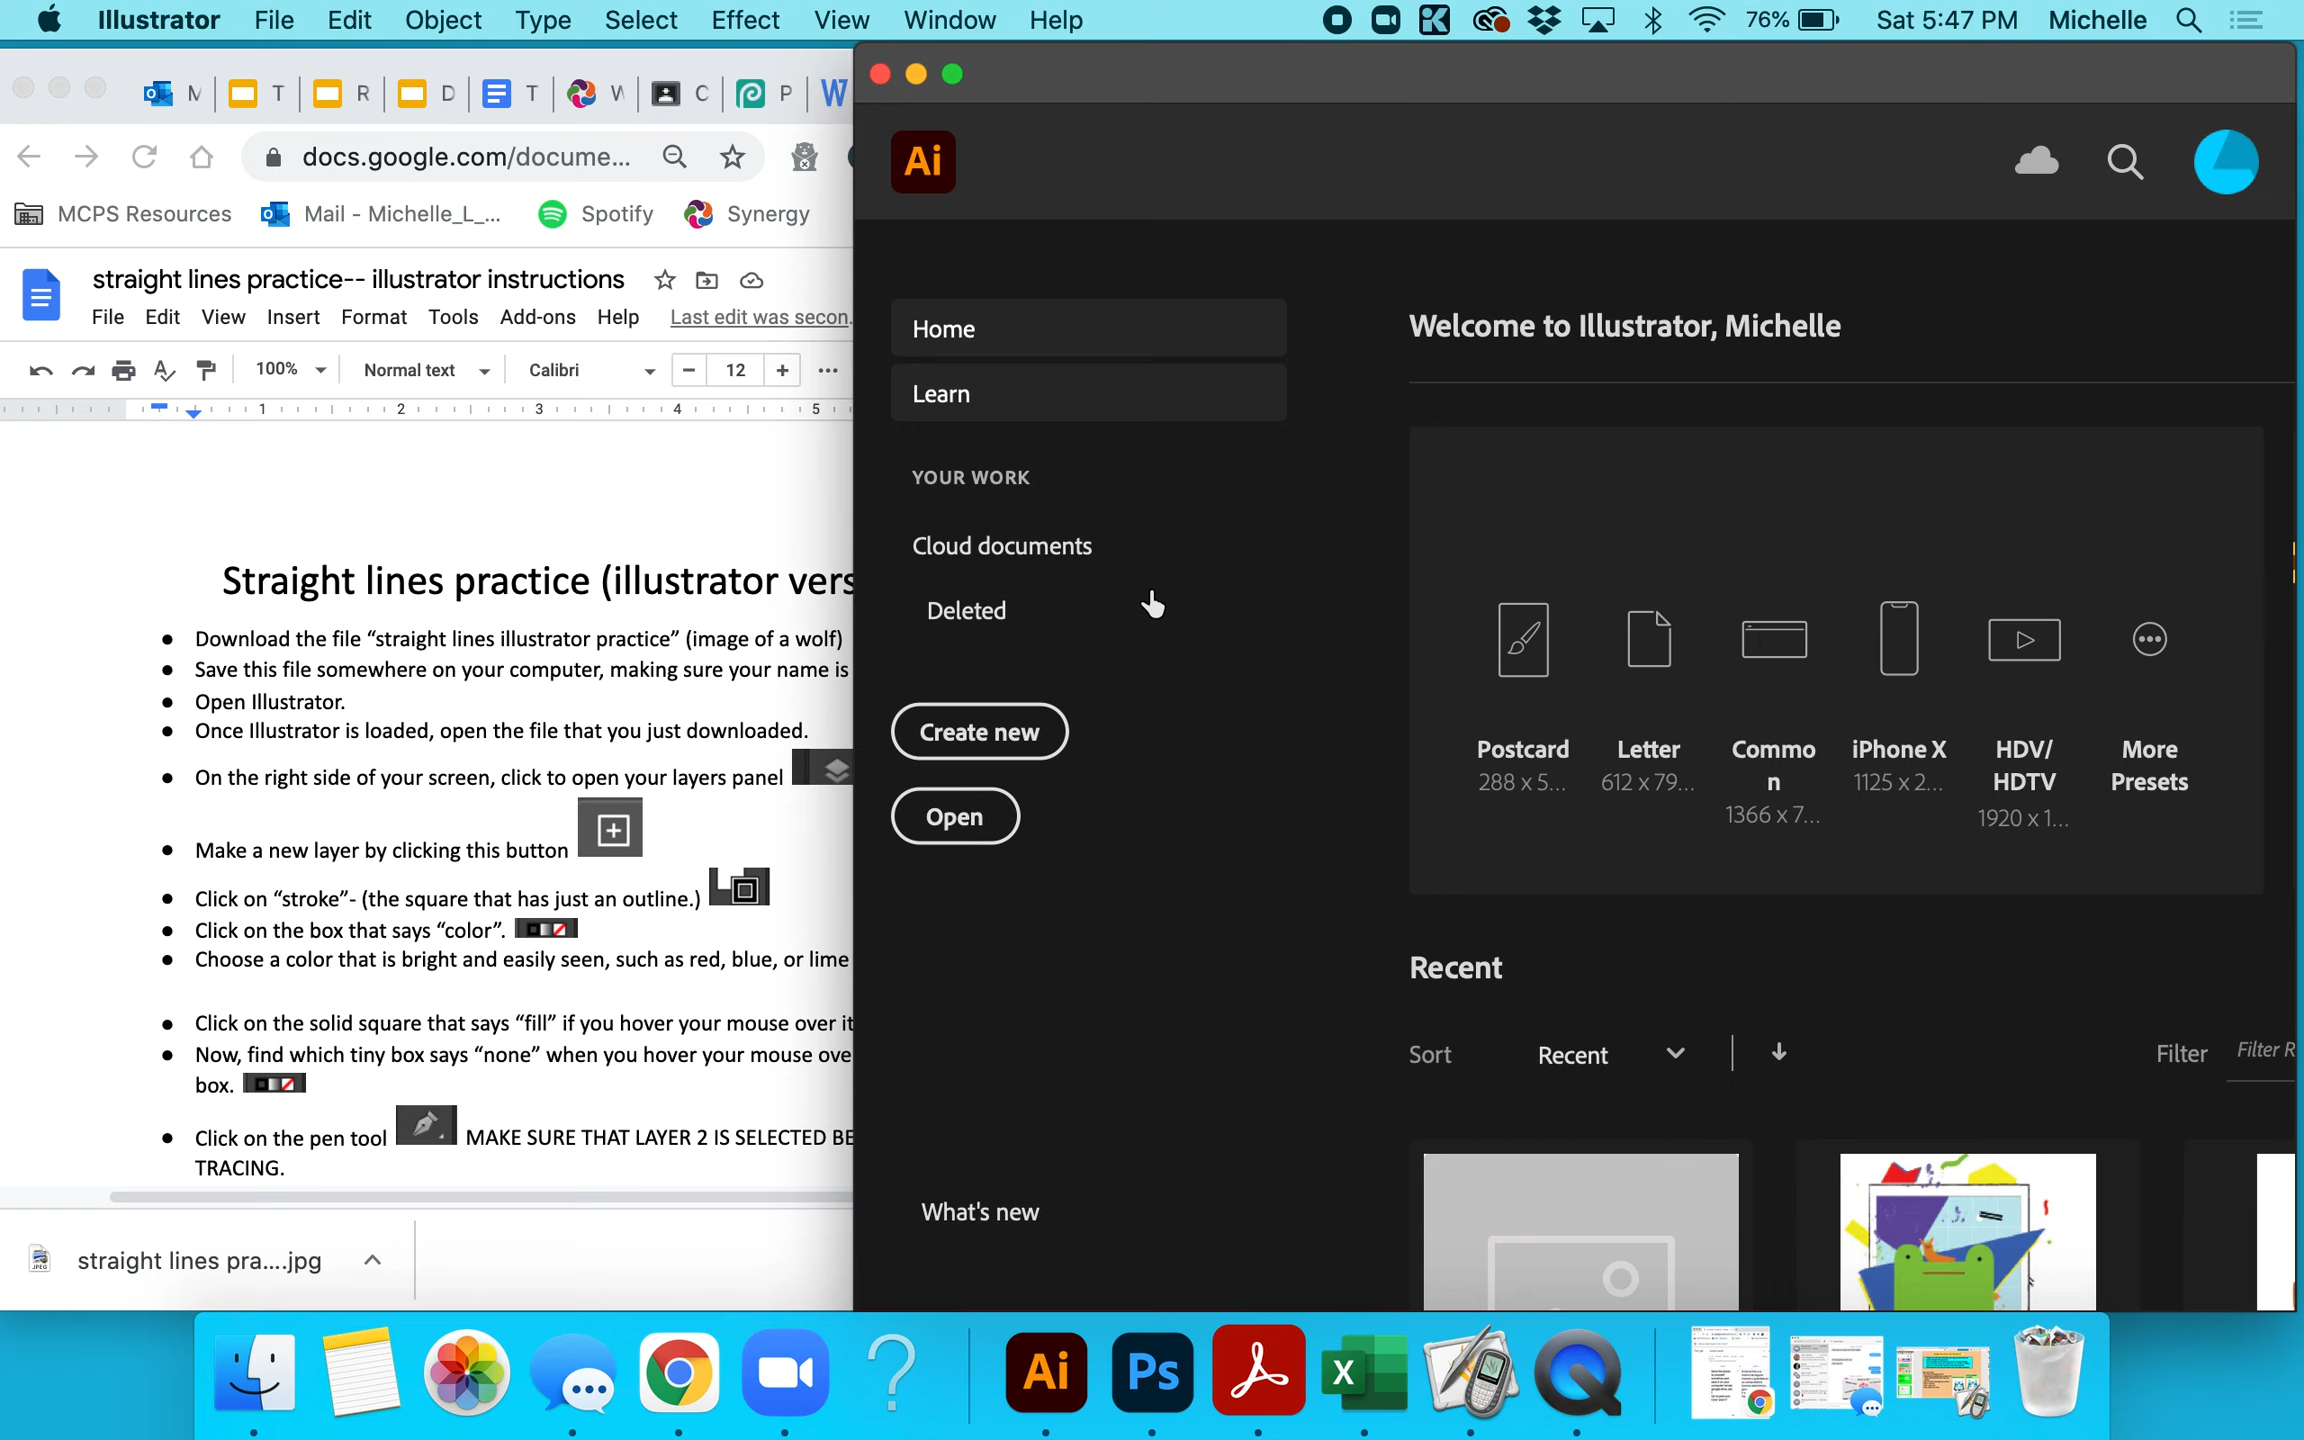 Illustrator File Edit Object Type Select Effect View Window Help 76% Sat 5:47 PM Michelle
M T R D T C P W
docs.google.com/docume...
MCPS Resources Mail - Michelle_L_... Spotify Synergy
straight lines practice-- illustrator instructions
File Edit View Insert Format Tools Add-ons Help Last edit was secon
100% Normal text Calibri 12
1 2 3 4 5
Straight lines practice (illustrator vers
● Download the file “straight lines illustrator practice” (image of a wolf)
● Save this file somewhere on your computer, making sure your name is
● Open Illustrator.
● Once Illustrator is loaded, open the file that you just downloaded.
● On the right side of your screen, click to open your layers panel
● Make a new layer by clicking this button
● Click on “stroke”- (the square that has just an outline.)
● Click on the box that says “color”.
● Choose a color that is bright and easily seen, such as red, blue, or lime
● Click on the solid square that says “fill” if you hover your mouse over it
● Now, find which tiny box says “none” when you hover your mouse ove
box.
● Click on the pen tool MAKE SURE THAT LAYER 2 IS SELECTED BE
TRACING.
straight lines pra....jpg
JPEG
Ai
Home
Learn
YOUR WORK
Cloud documents
Deleted
Create new
Open
What's new
Welcome to Illustrator, Michelle
Postcard
288 x 5...
Letter
612 x 79...
Commo
n
1366 x 7...
iPhone X
1125 x 2...
HDV/
HDTV
1920 x 1...
More
Presets
Recent
Sort Recent Filter Filter R
Ai Ps X